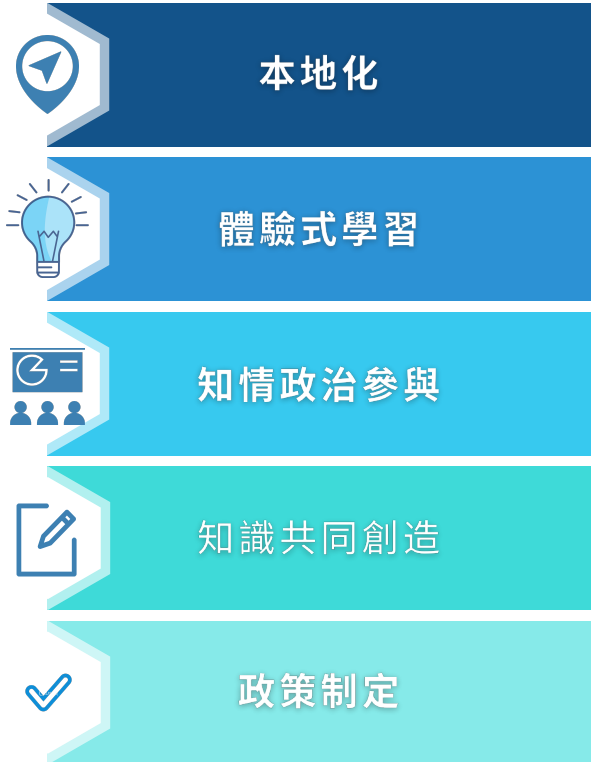 本地化
體驗式學習
知情政治參與
知識共同創造
政策制定